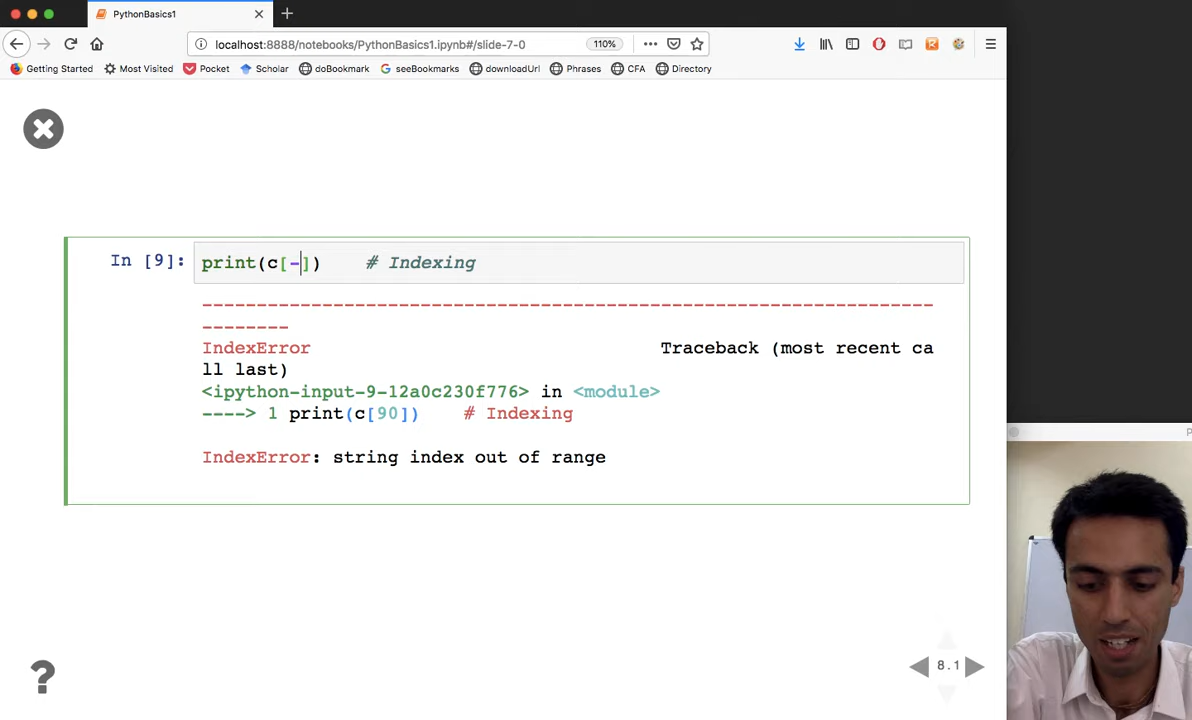 PythonBasics1
localhost:8888/notebooks/PythonBasics1.ipynb#/slide-7-0
110%
Getting Started
Most Visited
Pocket
Scholar
doBookmark
seeBookmarks
downloadUrl
Phrases
CFA
Directory
In [9]: print(c[-])    # Indexing
---------------------------------------------------------------------------
IndexError                                Traceback (most recent ca
ll last)
<ipython-input-9-12a0c230f776> in <module>
----> 1 print(c[90])    # Indexing
IndexError: string index out of range
8.1
?